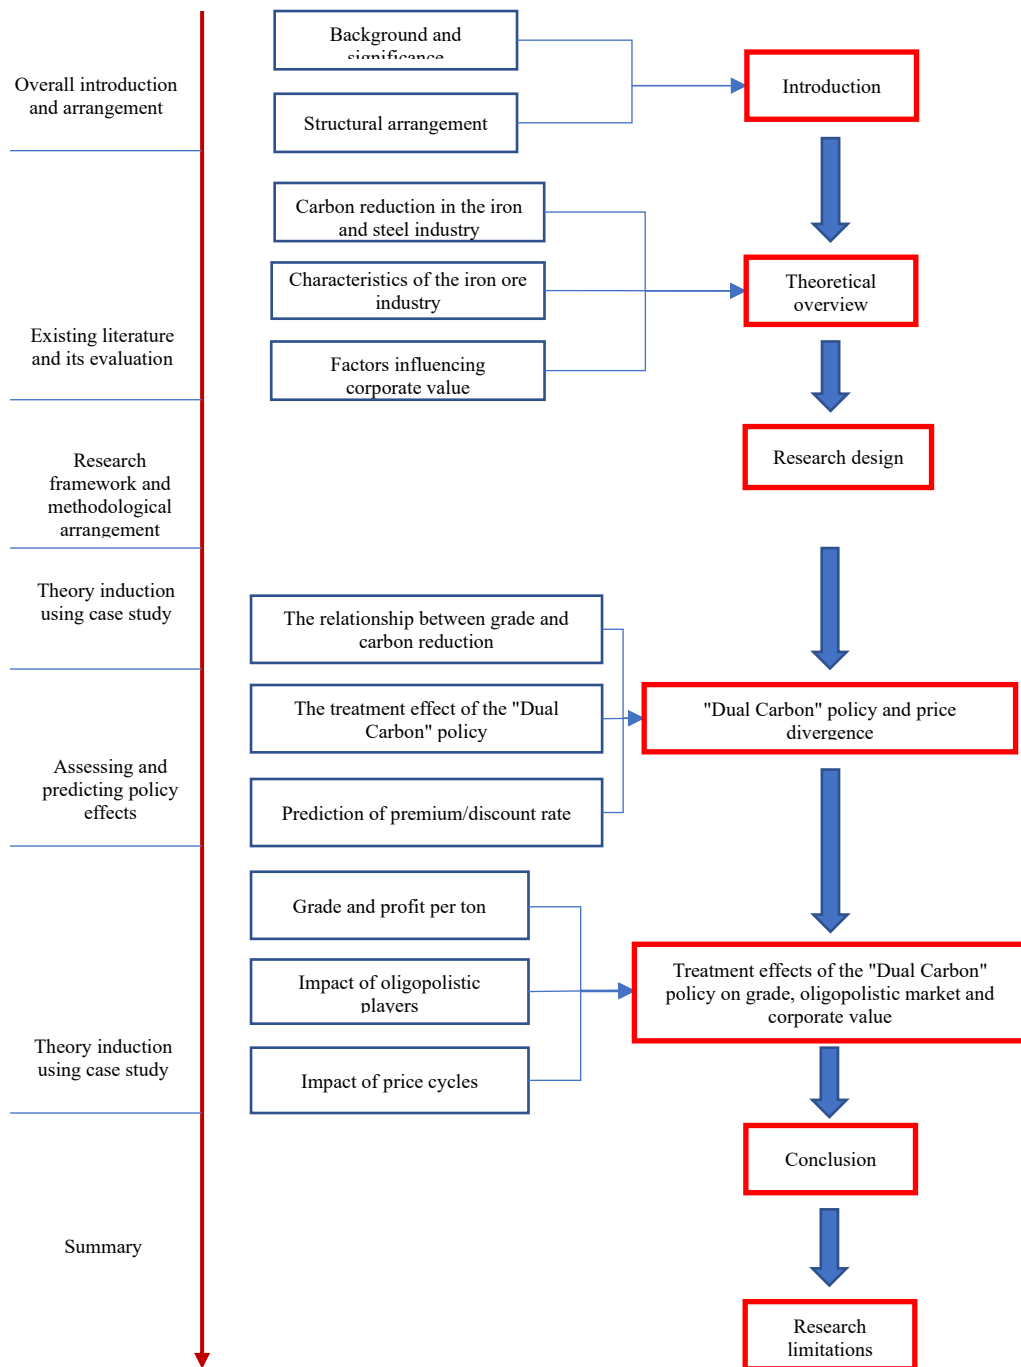 Background and
significance
Overall introduction
and arrangement
Introduction
Structural arrangement
Carbon reduction in the iron
and steel industry
Characteristics of the iron ore
industry
Theoretical
overview
Existing literature
and its evaluation
Factors influencing
corporate value
Research
framework and
methodological
arrangement
Research design
Theory induction
using case study
The relationship between grade and
carbon reduction
The treatment effect of the "Dual
Carbon" policy
"Dual Carbon" policy and price
divergence
Assessing and
predicting policy
effects
Prediction of premium/discount rate
Grade and profit per ton
Impact of oligopolistic
players
Treatment effects of the "Dual Carbon"
policy on grade, oligopolistic market and
corporate value
Theory induction
using case study
Impact of price cycles
Conclusion
Summary
Research
limitations